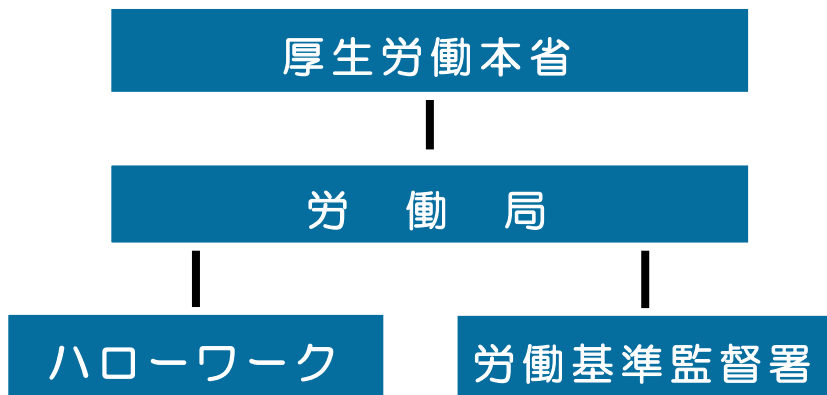 厚生労働本省
労働局
ハローワーク
労働基準監督署